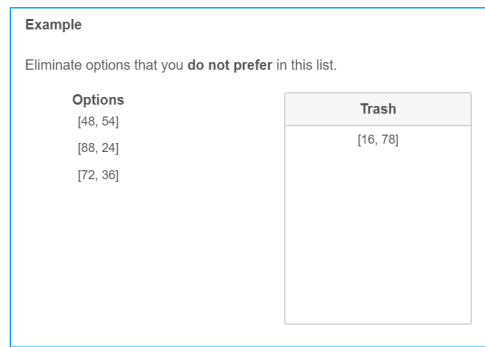 Example
Eliminate options that you do not prefer in this list.
Options
[48, 54]
[88, 24]
[72, 36]
Trash
[16, 78]